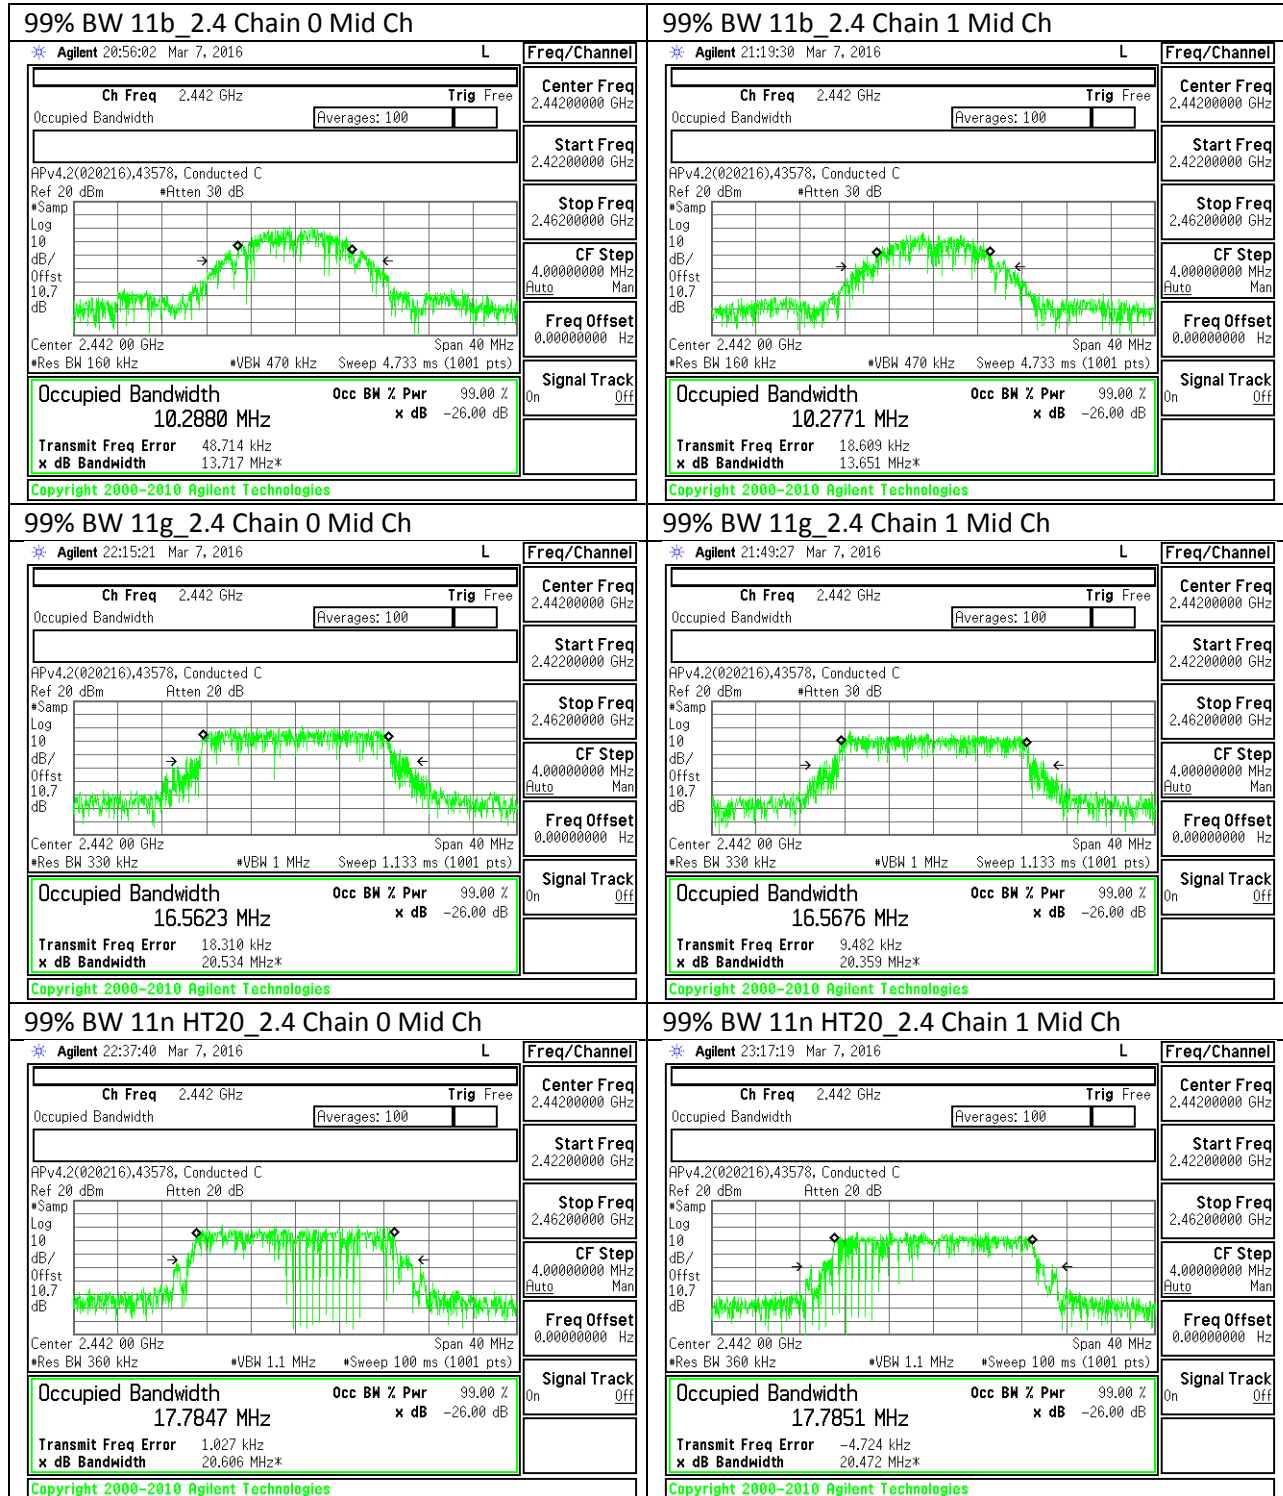 99% BW 11b_2.4 Chain 0 Mid Ch
Agilent 20:56:02 Mar 7, 2016 L
Freq/Channel
Ch Freq 2.442 GHz Trig Free
Occupied Bandwidth Averages: 100
APv4.2(020216),43578, Conducted C
Ref 20 dBm #Atten 30 dB
#Samp
Log
10
dB/
Offst
10.7
dB
Center 2.442 00 GHz Span 40 MHz
#Res BW 160 kHz #VBW 470 kHz Sweep 4.733 ms (1001 pts)
Occupied Bandwidth Occ BW % Pwr 99.00 %
10.2880 MHz x dB -26.00 dB
Transmit Freq Error 48.714 kHz
x dB Bandwidth 13.717 MHz*
Copyright 2000-2010 Agilent Technologies
Center Freq
2.44200000 GHz
Start Freq
2.42200000 GHz
Stop Freq
2.46200000 GHz
CF Step
4.00000000 MHz
Auto Man
Freq Offset
0.00000000 Hz
Signal Track
On Off
99% BW 11b_2.4 Chain 1 Mid Ch
Agilent 21:19:30 Mar 7, 2016 L
Freq/Channel
Ch Freq 2.442 GHz Trig Free
Occupied Bandwidth Averages: 100
APv4.2(020216),43578, Conducted C
Ref 20 dBm #Atten 30 dB
#Samp
Log
10
dB/
Offst
10.7
dB
Center 2.442 00 GHz Span 40 MHz
#Res BW 160 kHz #VBW 470 kHz Sweep 4.733 ms (1001 pts)
Occupied Bandwidth Occ BW % Pwr 99.00 %
10.2771 MHz x dB -26.00 dB
Transmit Freq Error 18.609 kHz
x dB Bandwidth 13.651 MHz*
Copyright 2000-2010 Agilent Technologies
Center Freq
2.44200000 GHz
Start Freq
2.42200000 GHz
Stop Freq
2.46200000 GHz
CF Step
4.00000000 MHz
Auto Man
Freq Offset
0.00000000 Hz
Signal Track
On Off
99% BW 11g_2.4 Chain 0 Mid Ch
Agilent 22:15:21 Mar 7, 2016 L
Freq/Channel
Ch Freq 2.442 GHz Trig Free
Occupied Bandwidth Averages: 100
APv4.2(020216),43578, Conducted C
Ref 20 dBm Atten 20 dB
#Samp
Log
10
dB/
Offst
10.7
dB
Center 2.442 00 GHz Span 40 MHz
#Res BW 330 kHz #VBW 1 MHz Sweep 1.133 ms (1001 pts)
Occupied Bandwidth Occ BW % Pwr 99.00 %
16.5623 MHz x dB -26.00 dB
Transmit Freq Error 18.310 kHz
x dB Bandwidth 20.534 MHz*
Copyright 2000-2010 Agilent Technologies
Center Freq
2.44200000 GHz
Start Freq
2.42200000 GHz
Stop Freq
2.46200000 GHz
CF Step
4.00000000 MHz
Auto Man
Freq Offset
0.00000000 Hz
Signal Track
On Off
99% BW 11g_2.4 Chain 1 Mid Ch
Agilent 21:49:27 Mar 7, 2016 L
Freq/Channel
Ch Freq 2.442 GHz Trig Free
Occupied Bandwidth Averages: 100
APv4.2(020216),43578, Conducted C
Ref 20 dBm #Atten 30 dB
#Samp
Log
10
dB/
Offst
10.7
dB
Center 2.442 00 GHz Span 40 MHz
#Res BW 330 kHz #VBW 1 MHz Sweep 1.133 ms (1001 pts)
Occupied Bandwidth Occ BW % Pwr 99.00 %
16.5676 MHz x dB -26.00 dB
Transmit Freq Error 9.482 kHz
x dB Bandwidth 20.359 MHz*
Copyright 2000-2010 Agilent Technologies
Center Freq
2.44200000 GHz
Start Freq
2.42200000 GHz
Stop Freq
2.46200000 GHz
CF Step
4.00000000 MHz
Auto Man
Freq Offset
0.00000000 Hz
Signal Track
On Off
99% BW 11n HT20_2.4 Chain 0 Mid Ch
Agilent 22:37:40 Mar 7, 2016 L
Freq/Channel
Ch Freq 2.442 GHz Trig Free
Occupied Bandwidth Averages: 100
APv4.2(020216),43578, Conducted C
Ref 20 dBm Atten 20 dB
#Samp
Log
10
dB/
Offst
10.7
dB
Center 2.442 00 GHz Span 40 MHz
#Res BW 360 kHz #VBW 1.1 MHz #Sweep 100 ms (1001 pts)
Occupied Bandwidth Occ BW % Pwr 99.00 %
17.7847 MHz x dB -26.00 dB
Transmit Freq Error 1.027 kHz
x dB Bandwidth 20.606 MHz*
Copyright 2000-2010 Agilent Technologies
Center Freq
2.44200000 GHz
Start Freq
2.42200000 GHz
Stop Freq
2.46200000 GHz
CF Step
4.00000000 MHz
Auto Man
Freq Offset
0.00000000 Hz
Signal Track
On Off
99% BW 11n HT20_2.4 Chain 1 Mid Ch
Agilent 23:17:19 Mar 7, 2016 L
Freq/Channel
Ch Freq 2.442 GHz Trig Free
Occupied Bandwidth Averages: 100
APv4.2(020216),43578, Conducted C
Ref 20 dBm Atten 20 dB
#Samp
Log
10
dB/
Offst
10.7
dB
Center 2.442 00 GHz Span 40 MHz
#Res BW 360 kHz #VBW 1.1 MHz #Sweep 100 ms (1001 pts)
Occupied Bandwidth Occ BW % Pwr 99.00 %
17.7851 MHz x dB -26.00 dB
Transmit Freq Error -4.724 kHz
x dB Bandwidth 20.472 MHz*
Copyright 2000-2010 Agilent Technologies
Center Freq
2.44200000 GHz
Start Freq
2.42200000 GHz
Stop Freq
2.46200000 GHz
CF Step
4.00000000 MHz
Auto Man
Freq Offset
0.00000000 Hz
Signal Track
On Off